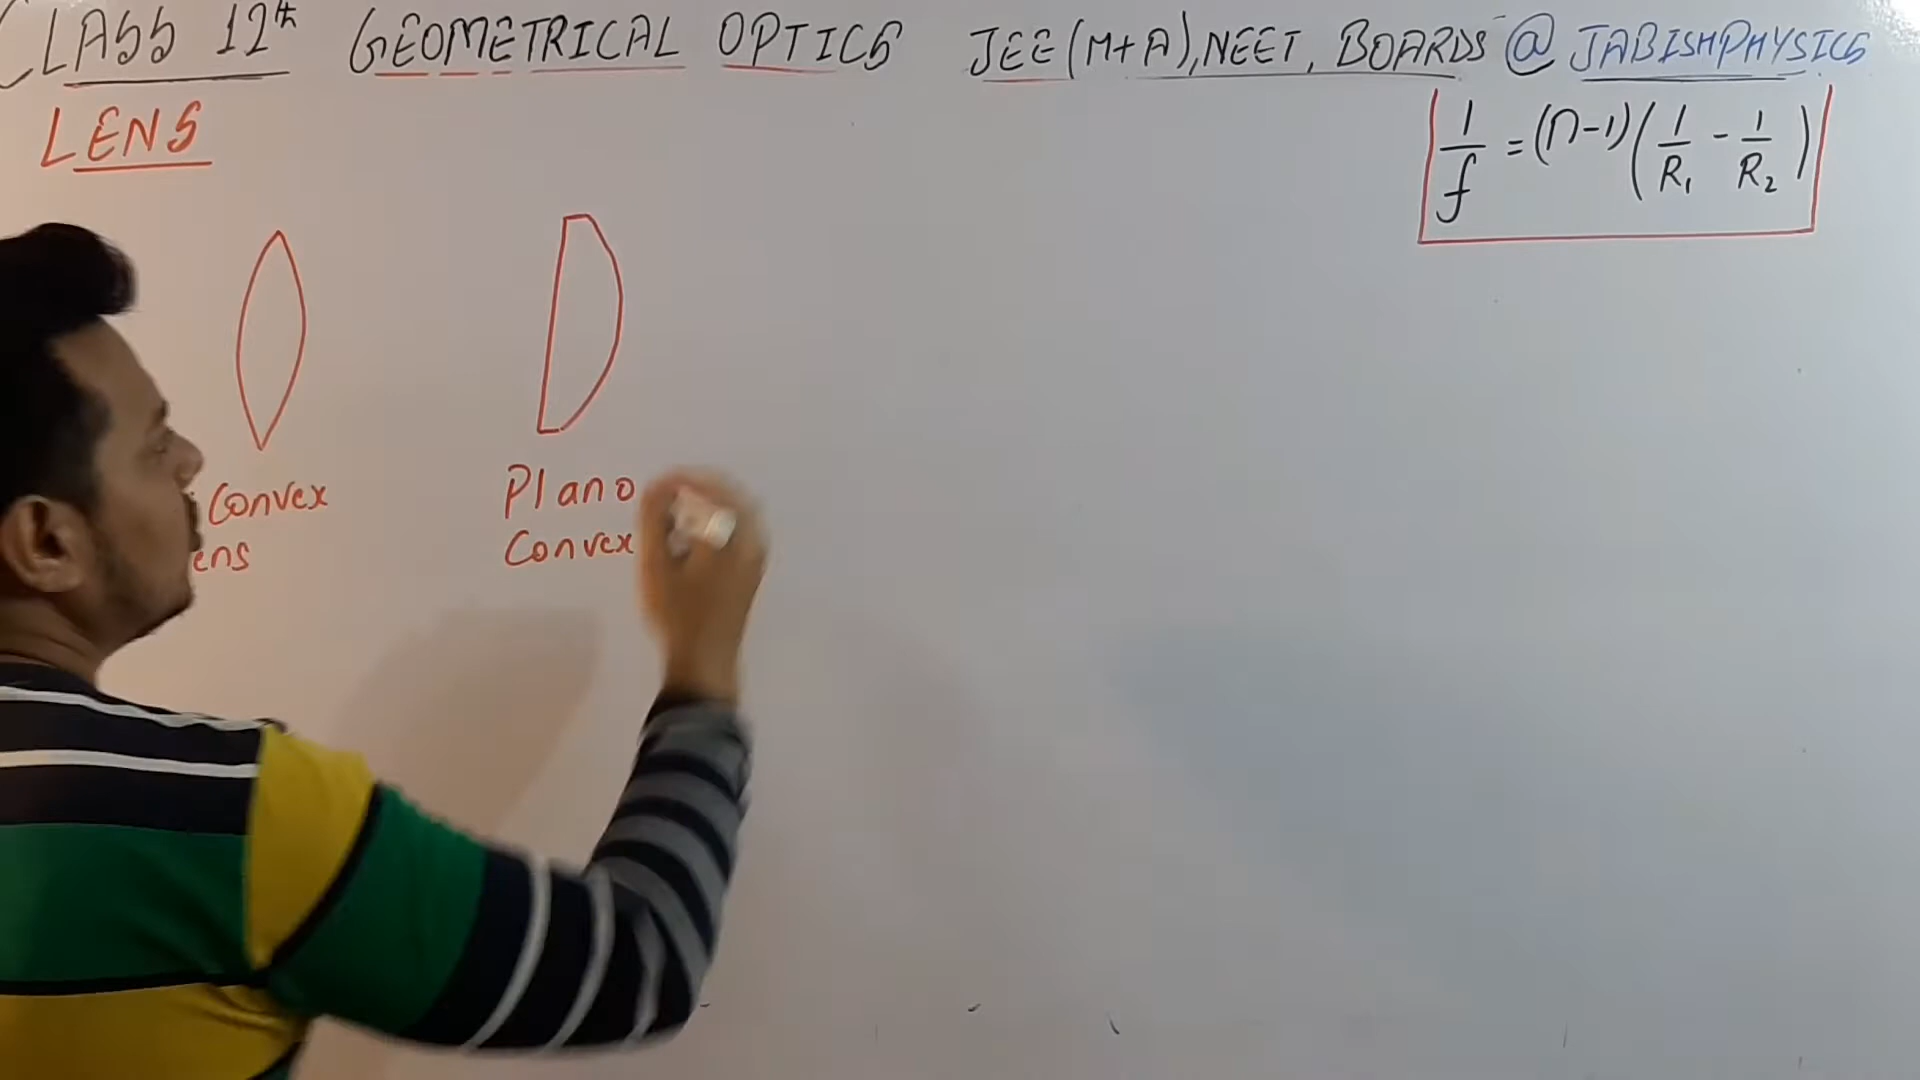 CLASS 12th GEOMETRICAL OPTICS JEE(M+A), NEET, BOARDS @ JABISHPHYSICS
LENS
1/f = (n-1)(1/R₁ - 1/R₂)
Convex
ens
Plano
Convex